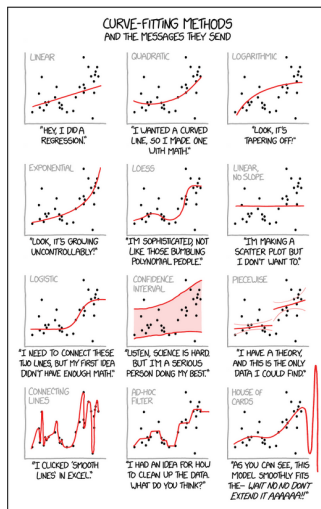 CURVE-FITTING METHODS
AND THE MESSAGES THEY SEND
LINEAR
QUADRATIC
LOGARITHMIC
"HEY, I DID A
REGRESSION."
"I WANTED A CURVED
LINE, SO I MADE ONE
WITH MATH."
"LOOK, IT'S
TAPERING OFF!"
EXPONENTIAL
LOESS
LINEAR,
NO SLOPE
"LOOK, IT'S GROWING
UNCONTROLLABLY!"
"I'M SOPHISTICATED, NOT
LIKE THOSE BUMBLING
POLYNOMIAL PEOPLE."
"I'M MAKING A
SCATTER PLOT BUT
I DON'T WANT TO."
LOGISTIC
CONFIDENCE
INTERVAL
PIECEWISE
"I NEED TO CONNECT THESE
TWO LINES, BUT MY FIRST IDEA
DIDN'T HAVE ENOUGH MATH."
"LISTEN, SCIENCE IS HARD.
BUT I'M A SERIOUS
PERSON DOING MY BEST."
"I HAVE A THEORY,
AND THIS IS THE ONLY
DATA I COULD FIND."
CONNECTING
LINES
AD-HOC
FILTER
HOUSE OF
CARDS
"I CLICKED 'SMOOTH
LINES' IN EXCEL."
"I HAD AN IDEA FOR HOW
TO CLEAN UP THE DATA.
WHAT DO YOU THINK?"
"AS YOU CAN SEE, THIS
MODEL SMOOTHLY FITS
THE- WAIT NO NO DON'T
EXTEND IT AAAAAA!!"